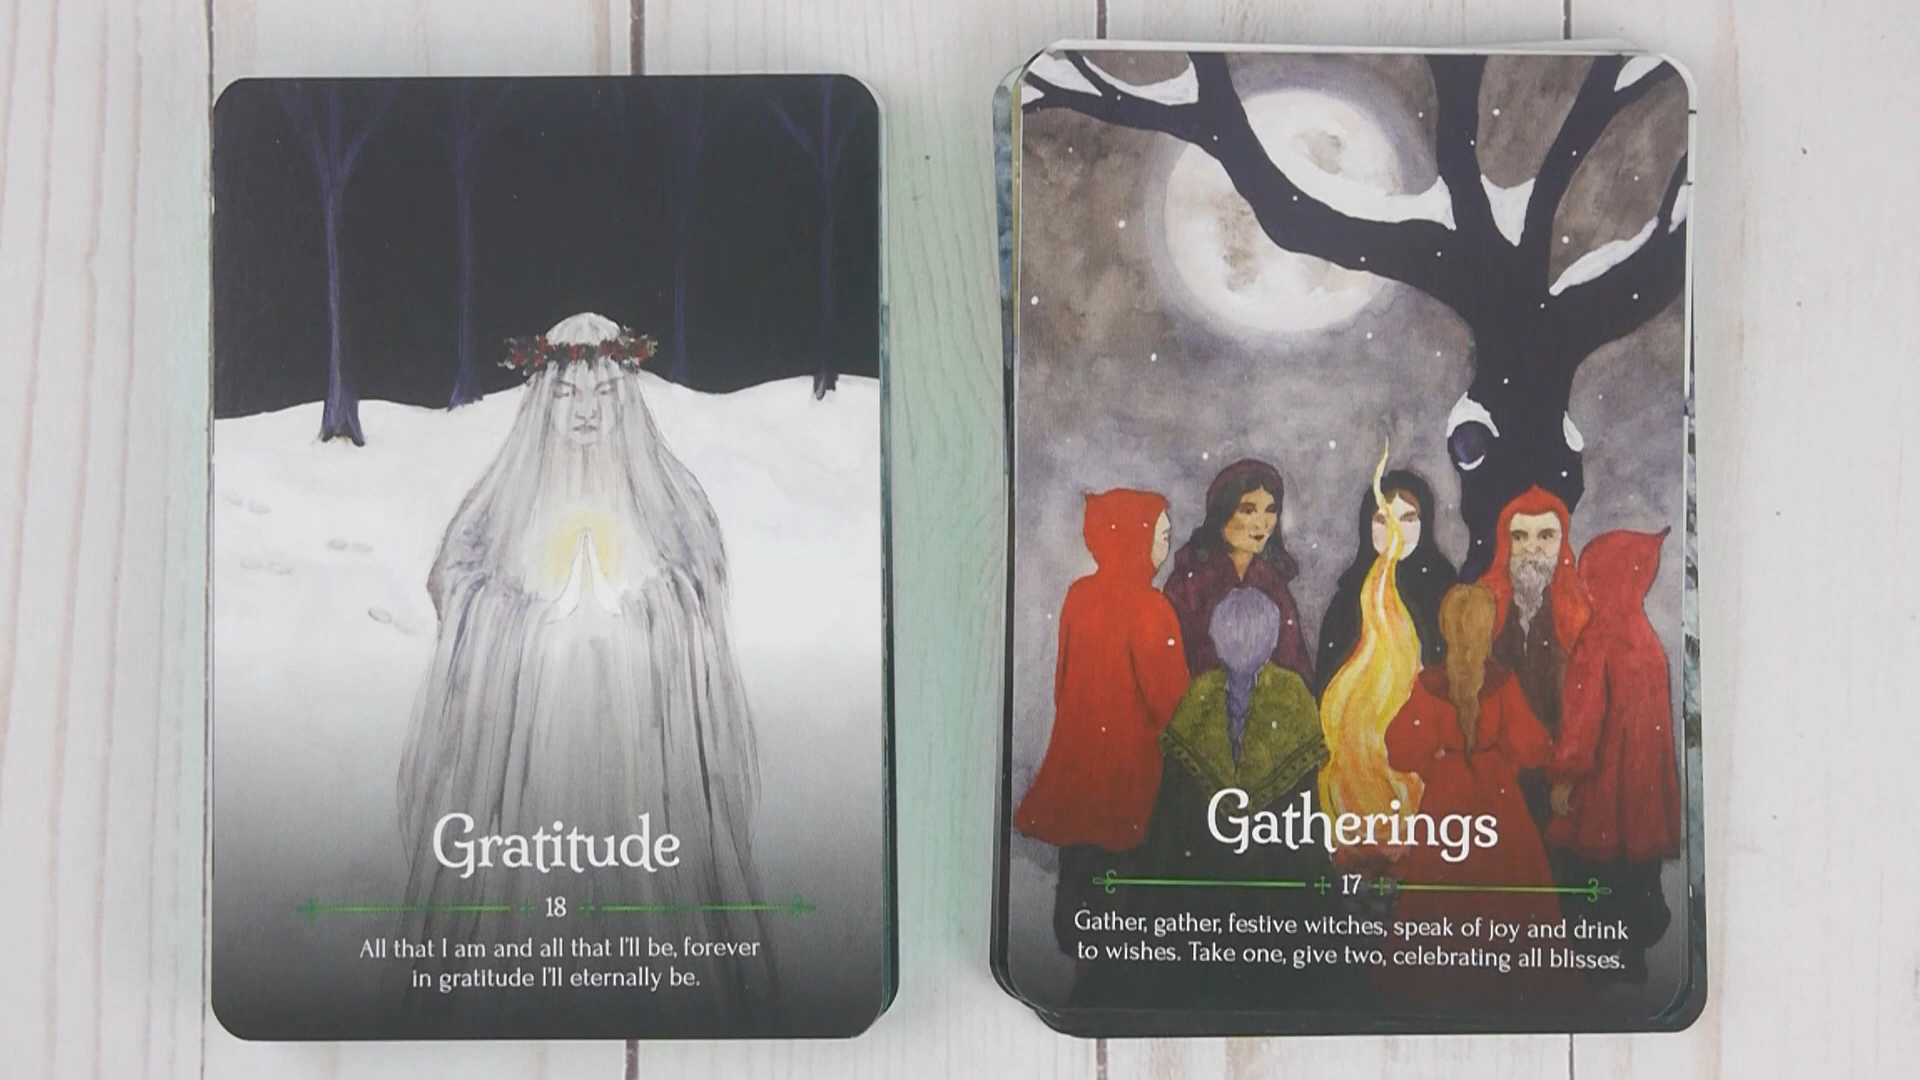 Gratitude
18
All that I am and all that I'll be, forever
in gratitude I'll eternally be.
Gatherings
17
Gather, gather, festive witches, speak of joy and drink
to wishes. Take one, give two, celebrating all blisses.